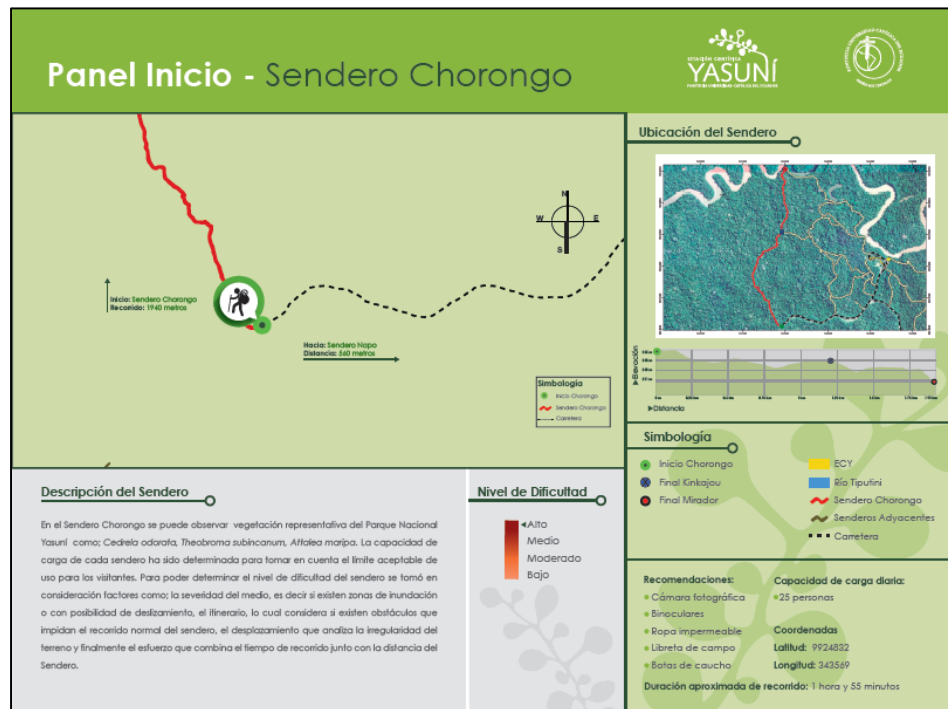 Panel Inicio - Sendero Chorongo
YASUNÍ
Ubicación del Sendero
N
W E
S
Inicio: Sendero Chorongo
Recorrido: 1940 metros
Hacia: Sendero Napo
Distancia: 560 metros
Simbología
Inicio Chorongo
Sendero Chorongo
Carretera
Elevación
Distancia
Simbología
Inicio Chorongo
Final Kinkajou
Final Mirador
ECY
Río Tiputini
Sendero Chorongo
Senderos Adyacentes
Carretera
Descripción del Sendero
En el Sendero Chorongo se puede observar vegetación representativa del Parque Nacional
Yasuní como; Cedrela odorata, Theobroma subincanum, Attalea maripa. La capacidad de
carga de cada sendero ha sido determinada para tomar en cuenta el límite aceptable de
uso para los visitantes. Para poder determinar el nivel de dificultad del sendero se tomó en
consideración factores como; la severidad del medio, es decir si existen zonas de inundación
o con posibilidad de deslizamiento, el itinerario, lo cual considera si existen obstáculos que
impidan el recorrido normal del sendero, el desplazamiento que analiza la irregularidad del
terreno y finalmente el esfuerzo que combina el tiempo de recorrido junto con la distancia del
Sendero.
Nivel de Dificultad
Alto
Medio
Moderado
Bajo
Recomendaciones:
Cámara fotográfica
Binoculares
Ropa impermeable
Libreta de campo
Botas de caucho
Capacidad de carga diaria:
25 personas
Coordenadas
Latitud: 9924832
Longitud: 343569
Duración aproximada de recorrido: 1 hora y 55 minutos